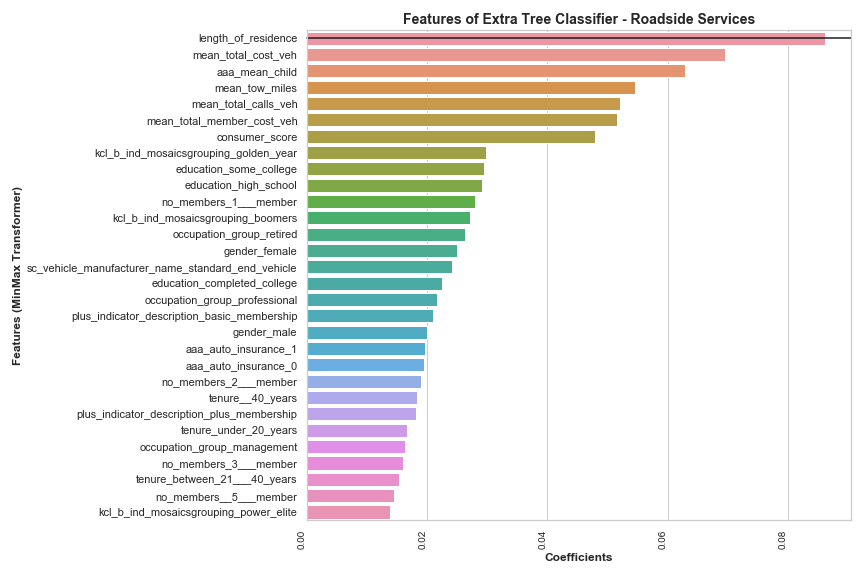 Features of Extra Tree Classifier - Roadside Services
Features (MinMax Transformer)
length_of_residence
mean_total_cost_veh
aaa_mean_child
mean_tow_miles
mean_total_calls_veh
mean_total_member_cost_veh
consumer_score
kcl_b_ind_mosaicsgrouping_golden_year
education_some_college
education_high_school
no_members_1___member
kcl_b_ind_mosaicsgrouping_boomers
occupation_group_retired
gender_female
sc_vehicle_manufacturer_name_standard_end_vehicle
education_completed_college
occupation_group_professional
plus_indicator_description_basic_membership
gender_male
aaa_auto_insurance_1
aaa_auto_insurance_0
no_members_2___member
tenure__40_years
plus_indicator_description_plus_membership
tenure_under_20_years
occupation_group_management
no_members_3___member
tenure_between_21___40_years
no_members__5___member
kcl_b_ind_mosaicsgrouping_power_elite
0.00 0.02 0.04 0.06 0.08
Coefficients